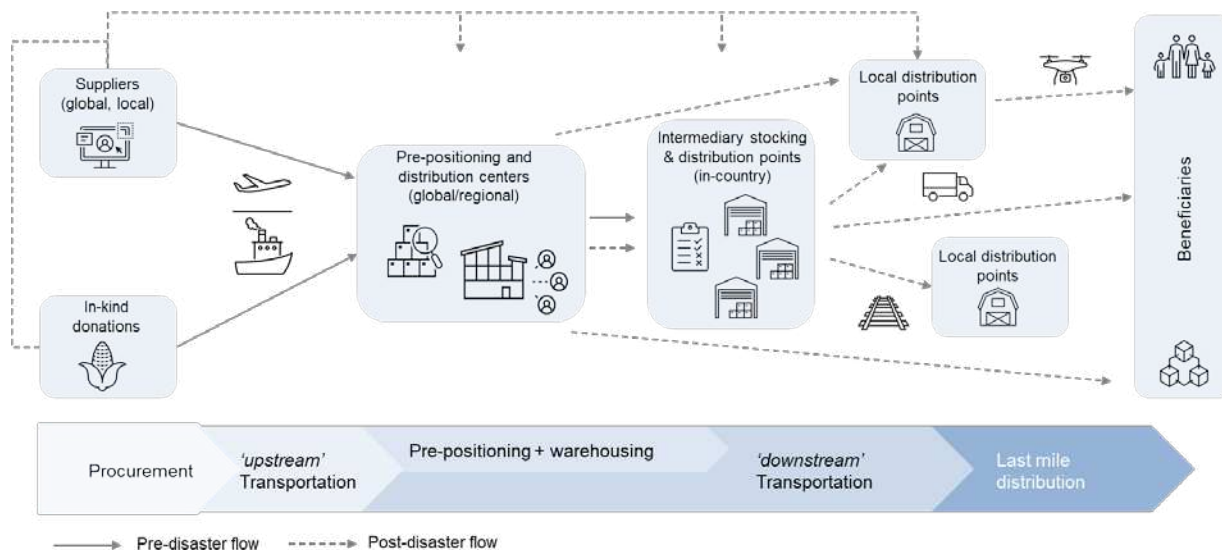 Suppliers
(global, local)
In-kind
donations
Pre-positioning and
distribution centers
(global/regional)
Intermediary stocking
& distribution points
(in-country)
Local distribution
points
Local distribution
points
Beneficiaries
Procurement
'upstream'
Transportation
Pre-positioning + warehousing
'downstream'
Transportation
Last mile
distribution
Pre-disaster flow
Post-disaster flow